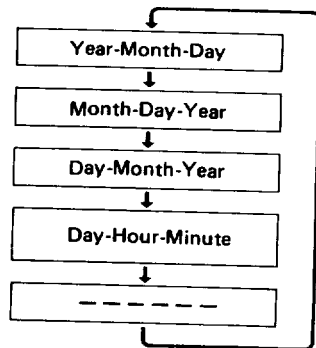 Year-Month-Day
Month-Day-Year
Day-Month-Year
Day-Hour-Minute
– – – – – –